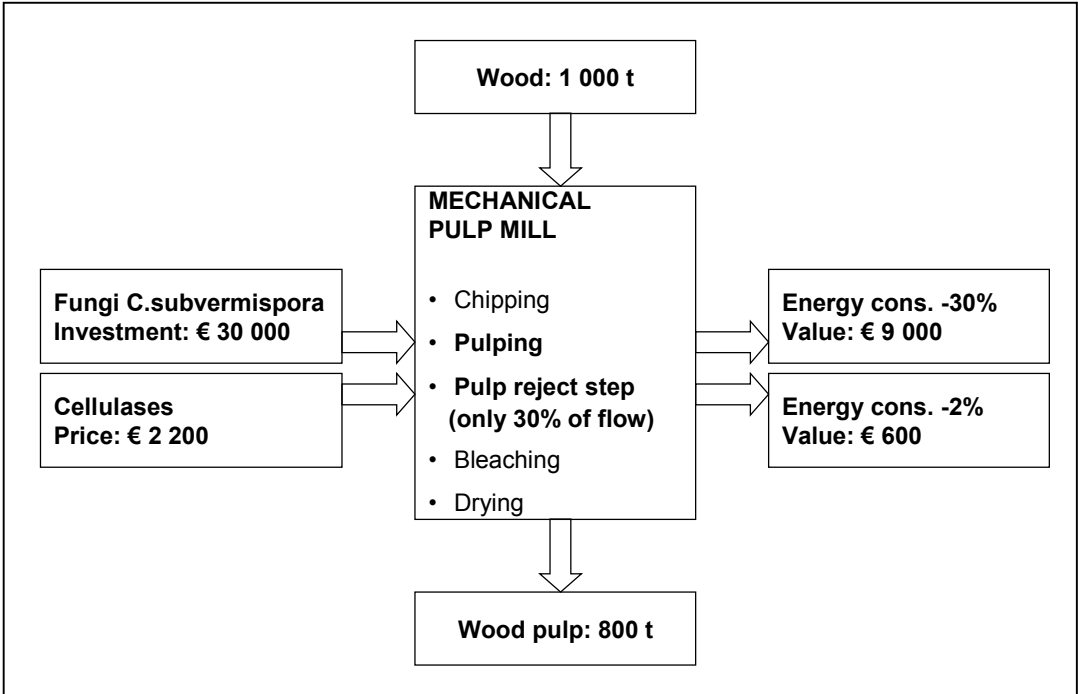 Wood: 1 000 t
MECHANICAL
PULP MILL
• Chipping
• Pulping
• Pulp reject step
(only 30% of flow)
• Bleaching
• Drying
Fungi C.subvermispora
Investment: € 30 000
Cellulases
Price: € 2 200
Energy cons. -30%
Value: € 9 000
Energy cons. -2%
Value: € 600
Wood pulp: 800 t